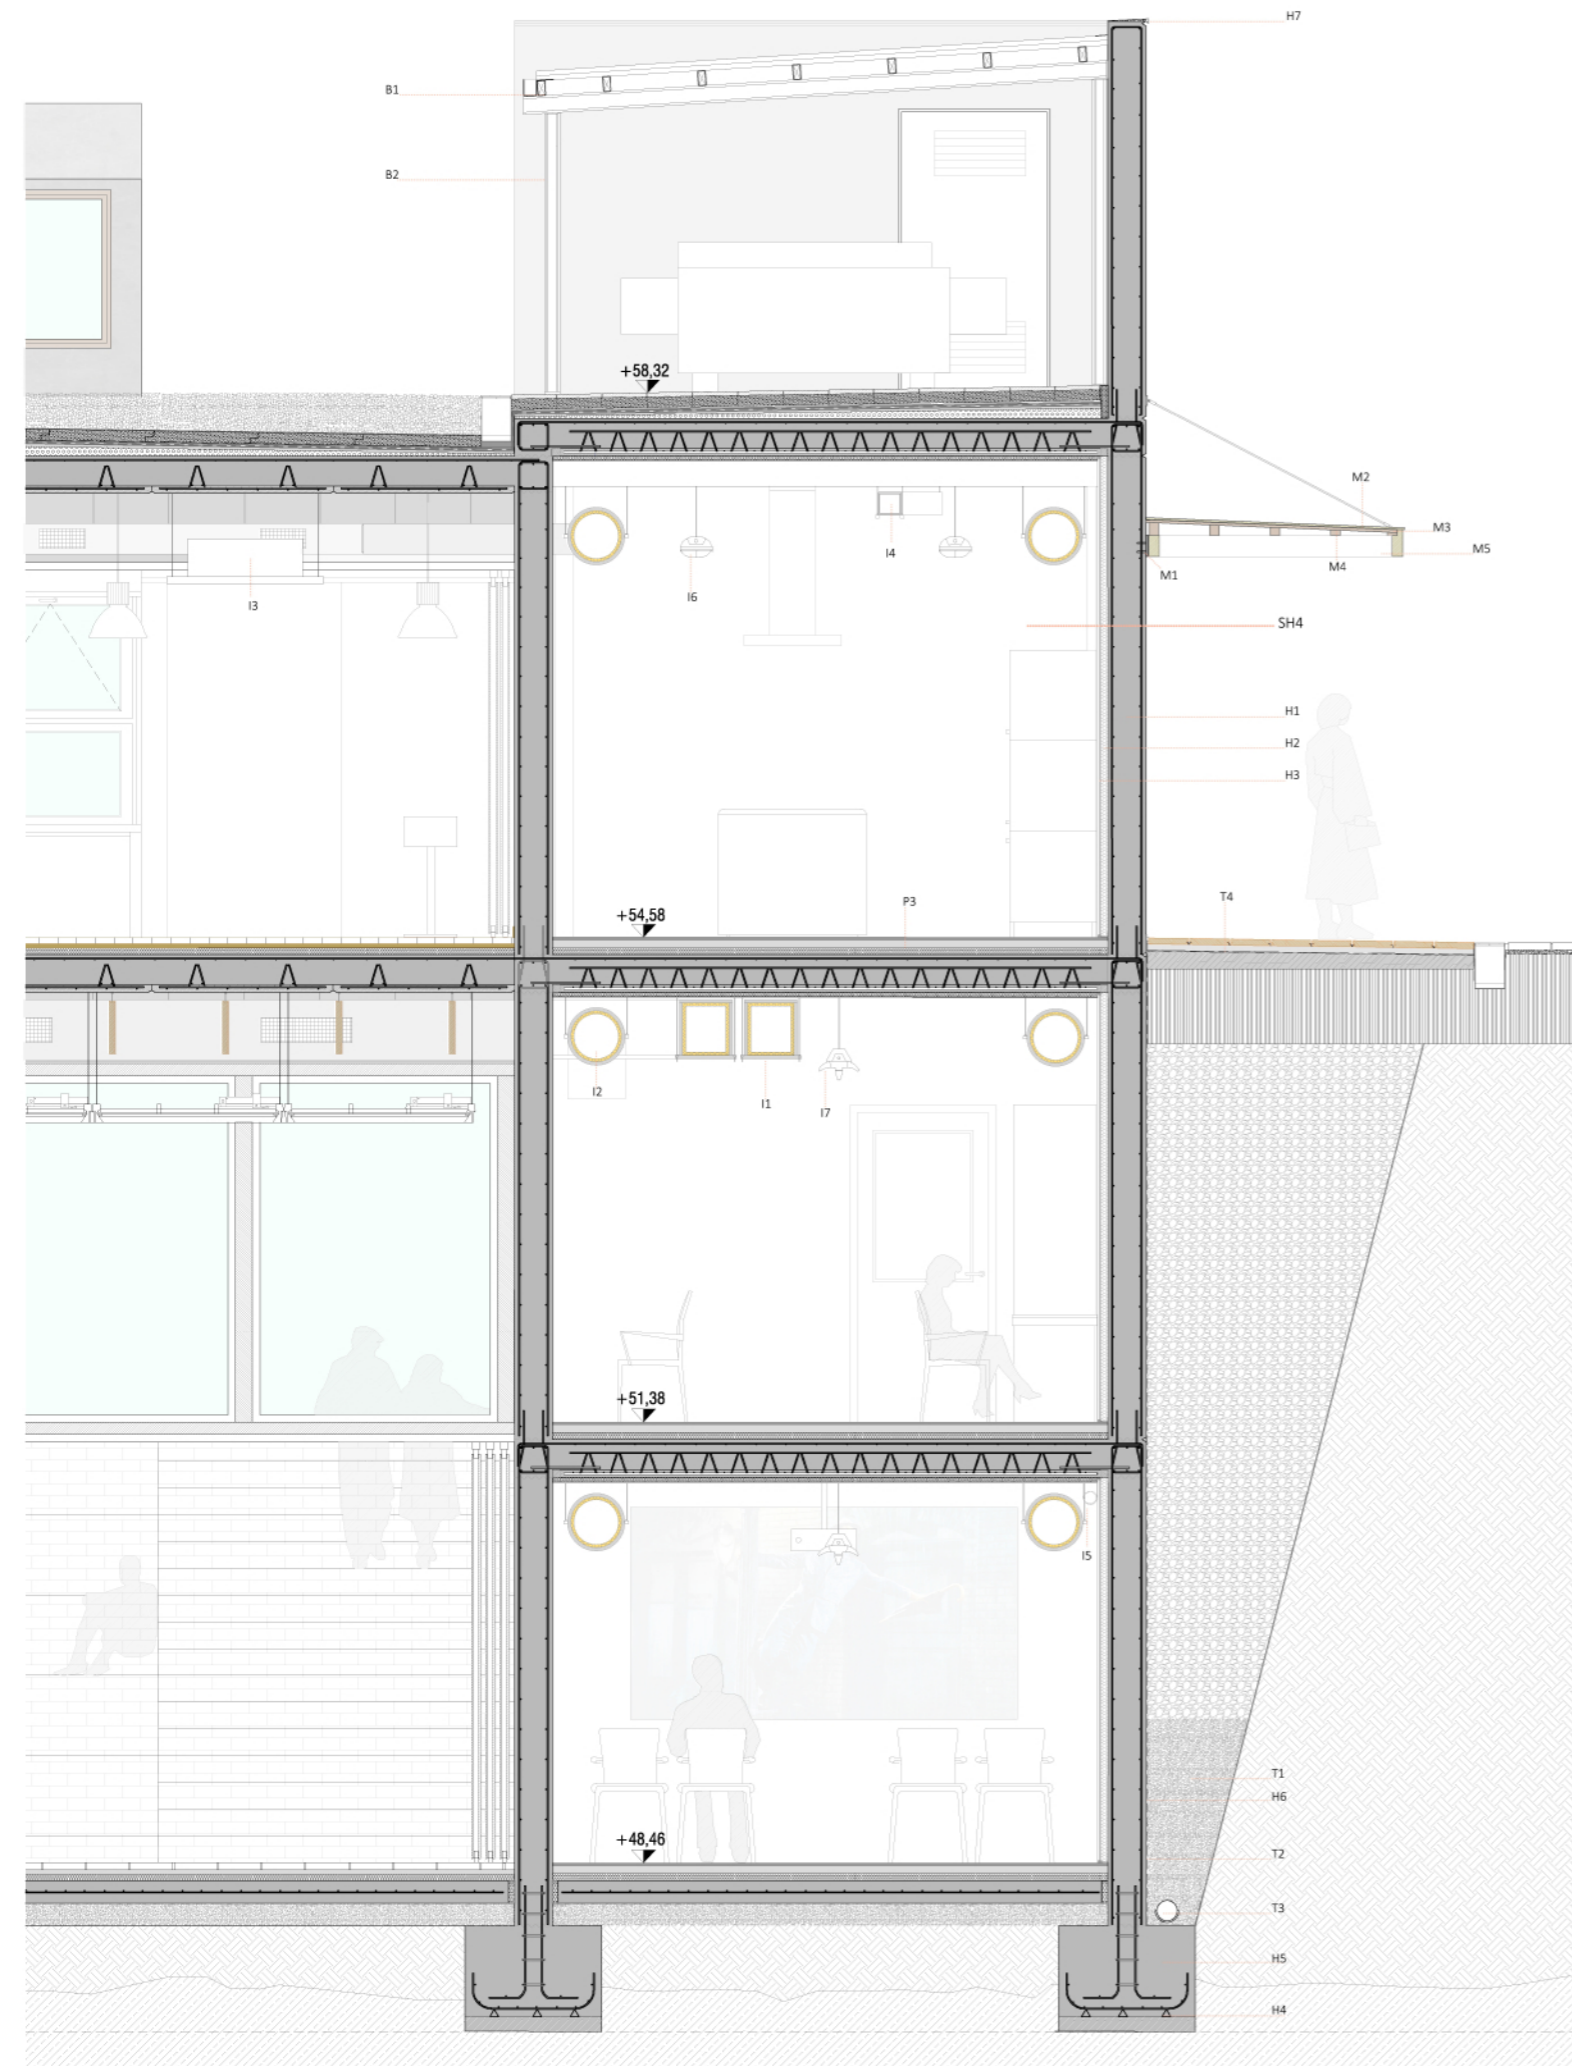 H7
B1
B2
+58,32
M2
M3
I4
M5
M4
M1
I6
I3
SH4
H1
H2
H3
T4
P3
+54,58
I2
I1
I7
+51,38
I5
T1
H6
+48,46
T2
T3
H5
H4